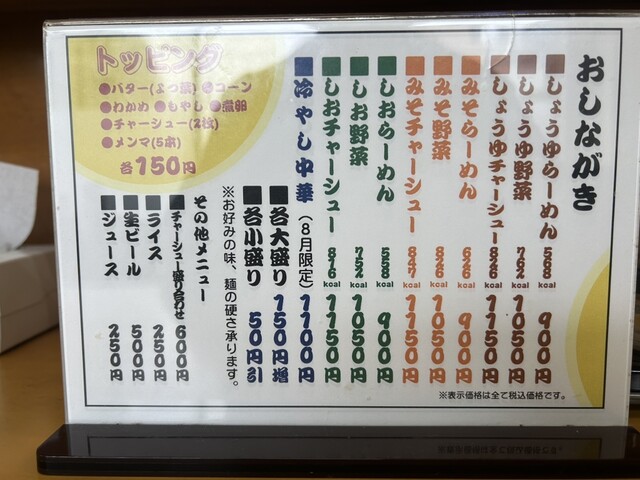 おしながき
■しょうゆらーめん 568kcal 900円
■しょうゆ野菜 762kcal 1050円
■しょうゆチャーシュー 826kcal 1150円
■みそらーめん 626kcal 900円
■みそ野菜 826kcal 1050円
■みそチャーシュー 847kcal 1150円
■しおらーめん 558kcal 900円
■しお野菜 752kcal 1050円
■しおチャーシュー 816kcal 1150円
■冷やし中華(8月限定) 1100円
■各大盛り 150円増
■各小盛り 50円引
※お好みの味、麺の硬さ承ります。
※表示価格は全て税込価格です。
トッピング
●バター(よつ葉) ●コーン
●わかめ ●もやし ●煮卵
●チャーシュー(2枚)
●メンマ(5本)
各150円
その他メニュー
■チャーシュー盛り合わせ 600円
■ライス 250円
■生ビール 500円
■ジュース 250円